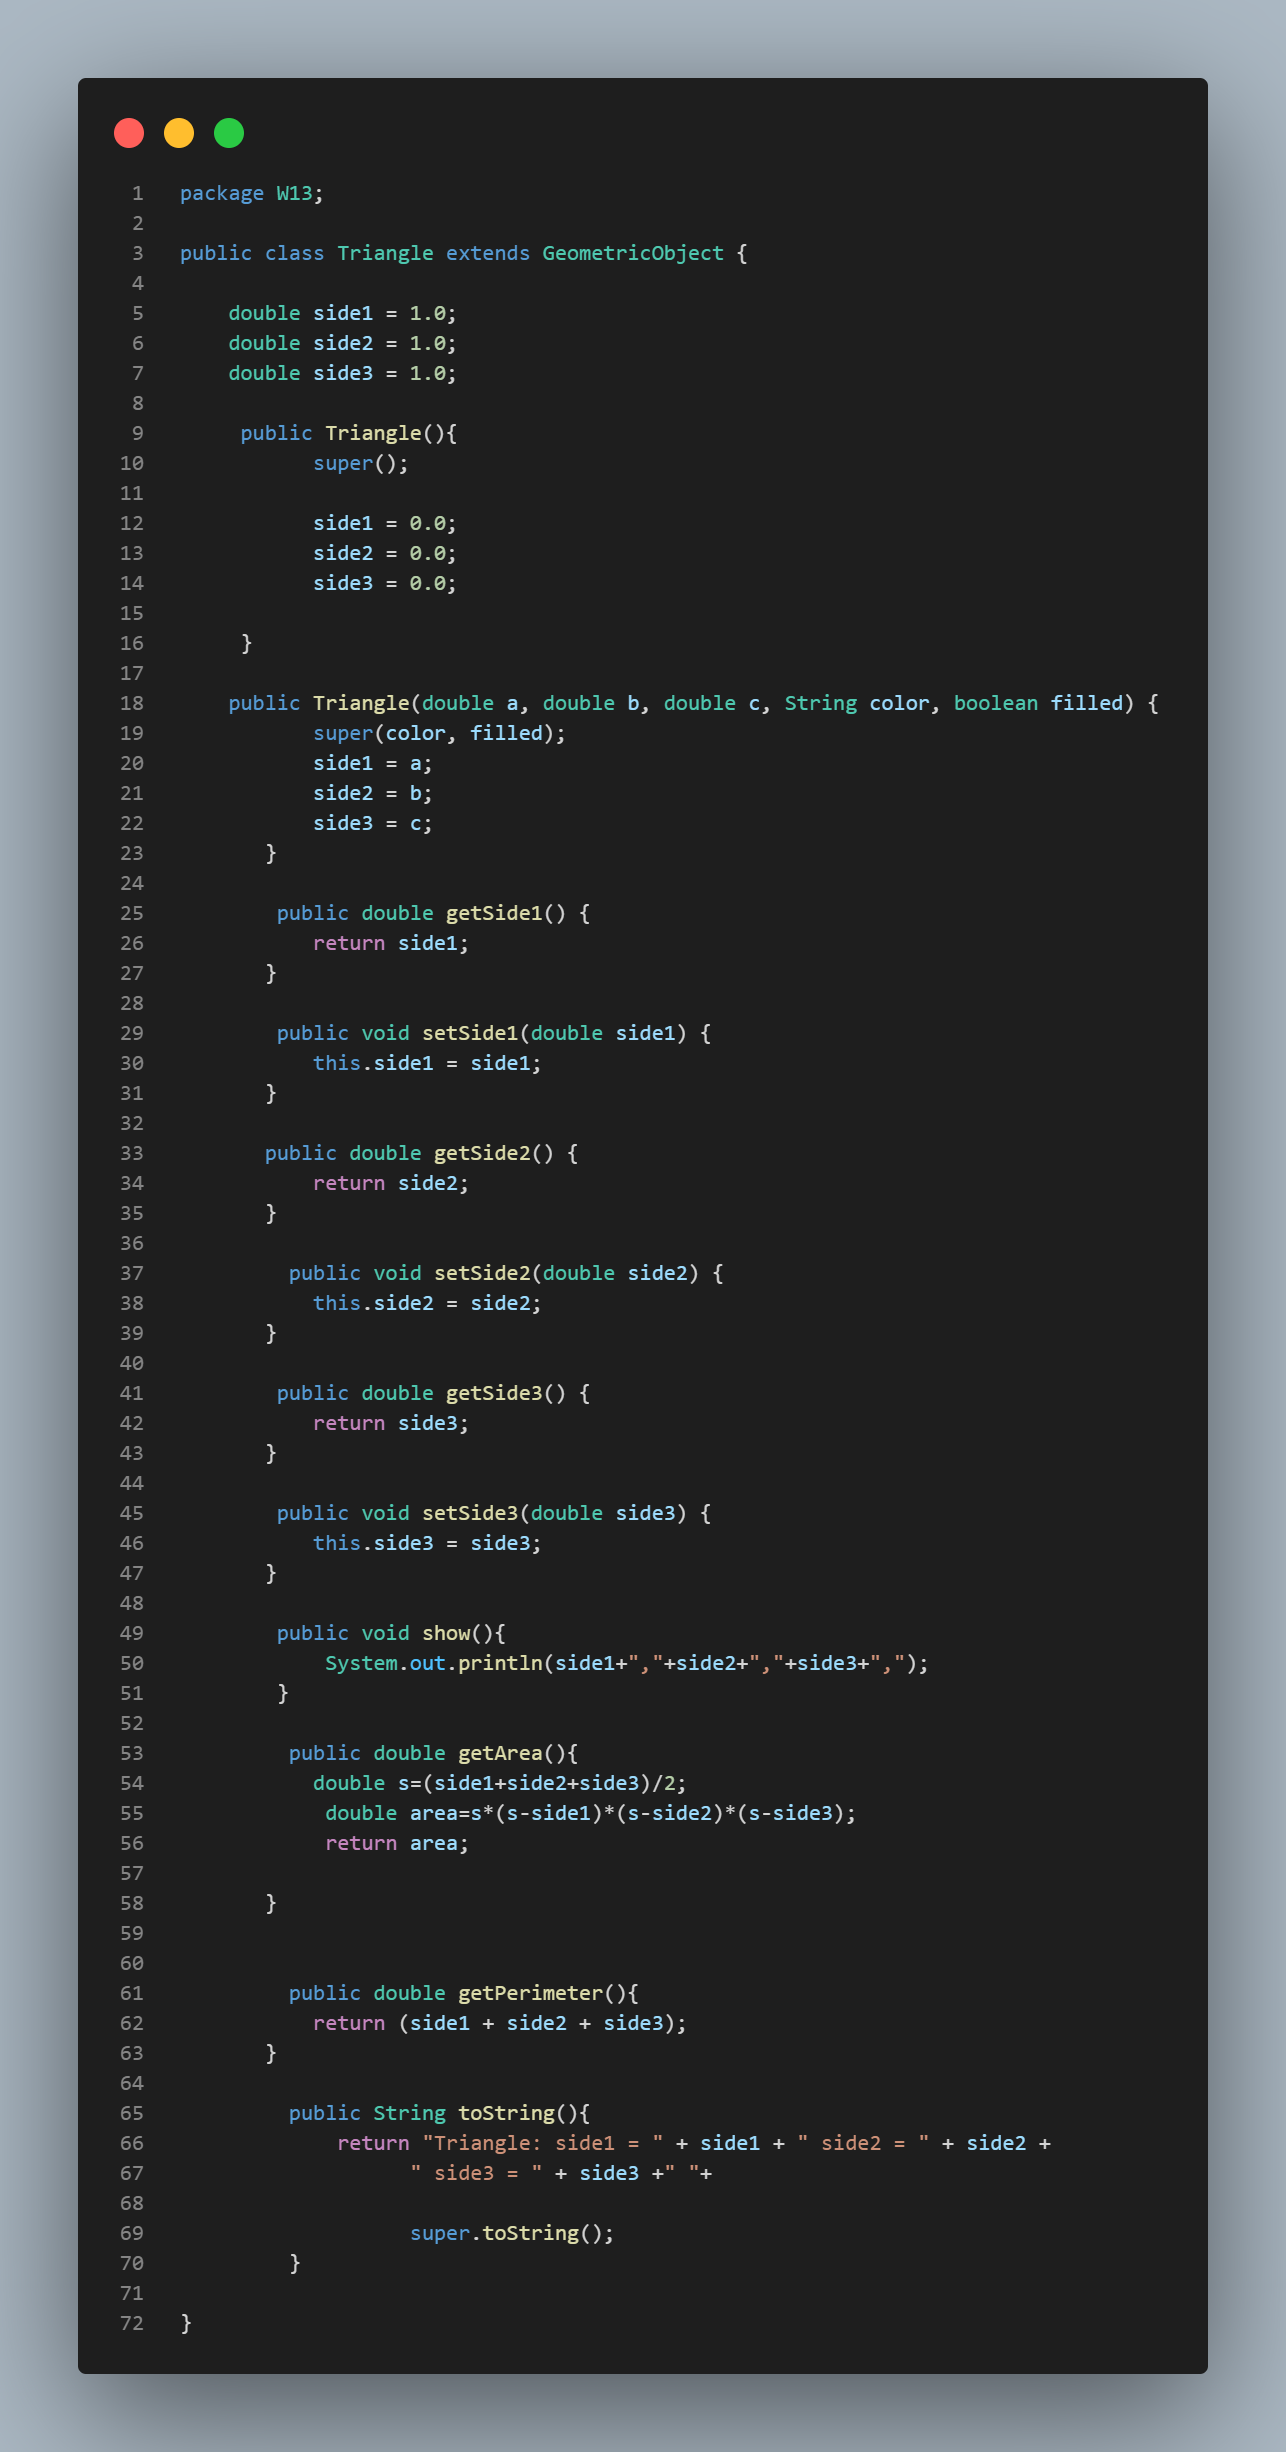 1 package W13;
2
3 public class Triangle extends GeometricObject {
4
5     double side1 = 1.0;
6     double side2 = 1.0;
7     double side3 = 1.0;
8
9      public Triangle(){
10            super();
11
12            side1 = 0.0;
13            side2 = 0.0;
14            side3 = 0.0;
15
16      }
17
18     public Triangle(double a, double b, double c, String color, boolean filled) {
19            super(color, filled);
20            side1 = a;
21            side2 = b;
22            side3 = c;
23        }
24
25         public double getSide1() {
26            return side1;
27        }
28
29         public void setSide1(double side1) {
30            this.side1 = side1;
31        }
32
33        public double getSide2() {
34            return side2;
35        }
36
37          public void setSide2(double side2) {
38            this.side2 = side2;
39        }
40
41         public double getSide3() {
42            return side3;
43        }
44
45         public void setSide3(double side3) {
46            this.side3 = side3;
47        }
48
49         public void show(){
50             System.out.println(side1+","+side2+","+side3+",");
51         }
52
53          public double getArea(){
54            double s=(side1+side2+side3)/2;
55             double area=s*(s-side1)*(s-side2)*(s-side3);
56             return area;
57
58        }
59
60
61          public double getPerimeter(){
62            return (side1 + side2 + side3);
63        }
64
65          public String toString(){
66              return "Triangle: side1 = " + side1 + " side2 = " + side2 +
67                    " side3 = " + side3 +" "+
68
69                    super.toString();
70          }
71
72 }